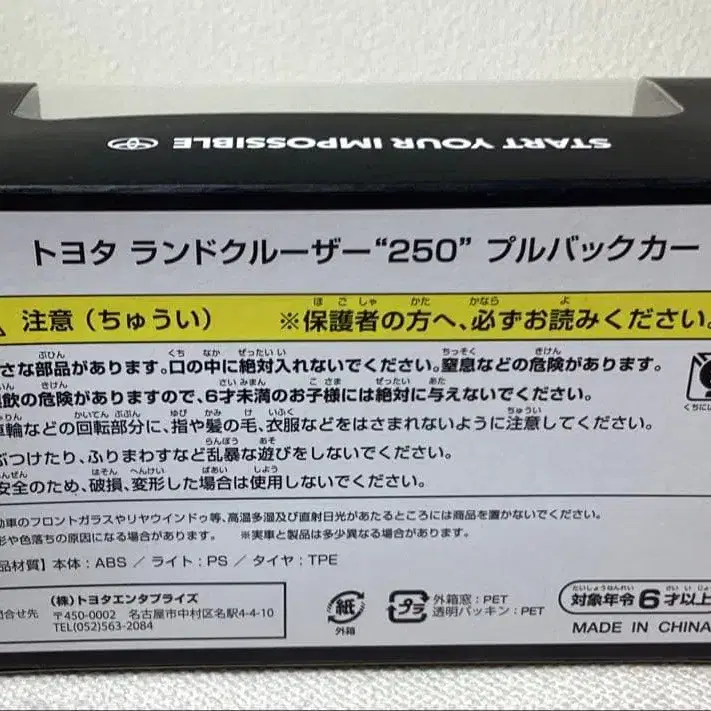 START YOUR IMPOSSIBLE
トヨタ ランドクルーザー“250” プルバックカー
注意（ちゅうい） ※保護者の方へ、必ずお読みください。
さな部品があります。口の中に絶対入れないでください。窒息などの危険があります。
飲の危険がありますので、6才未満のお子様には絶対に与えないでください。
車輪などの回転部分に、指や髪の毛、衣服などをはさまれないように注意してください。
ぶつけたり、ふりまわすなど乱暴な遊びをしないでください。
安全のため、破損、変形した場合は使用しないでください。
くちにい
動車のフロントガラスやリヤウインドゥ等、高温多湿及び直射日光があたるところには商品を置かないでください。
形や色落ちの原因になる場合があります。 ※実車と製品は多少異なる場合があります。
品材質】本体：ABS / ライト：PS / タイヤ：TPE
問合せ先
（株）トヨタエンタプライズ
〒450-0002 名古屋市中村区名駅4-4-10
TEL(052)563-2084
紙
外箱
プラ
外箱窓：PET
透明パッキン：PET
対象年令 6才以上
MADE IN CHINA